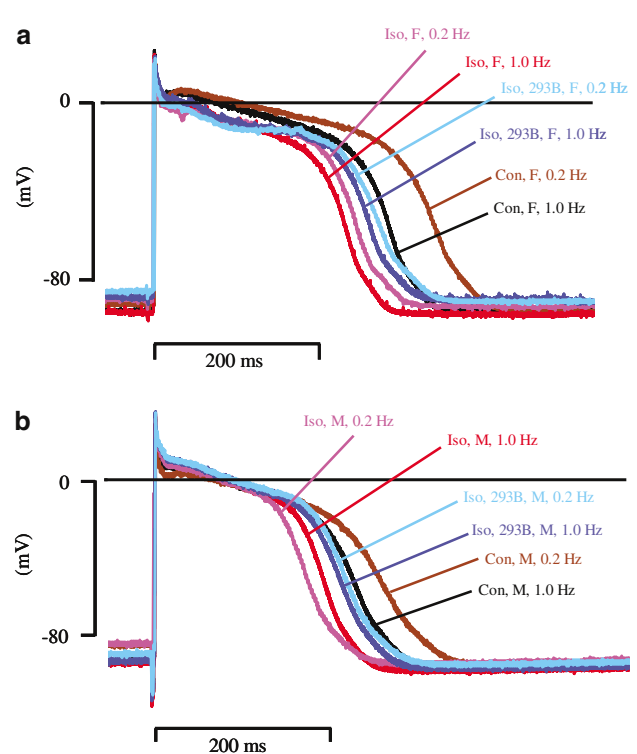 a
Iso, F, 0.2 Hz
Iso, F, 1.0 Hz
Iso, 293B, F, 0.2 Hz
Iso, 293B, F, 1.0 Hz
Con, F, 0.2 Hz
Con, F, 1.0 Hz
0
(mV)
-80
200 ms
b
Iso, M, 0.2 Hz
Iso, M, 1.0 Hz
Iso, 293B, M, 0.2 Hz
Iso, 293B, M, 1.0 Hz
Con, M, 0.2 Hz
Con, M, 1.0 Hz
0
(mV)
-80
200 ms